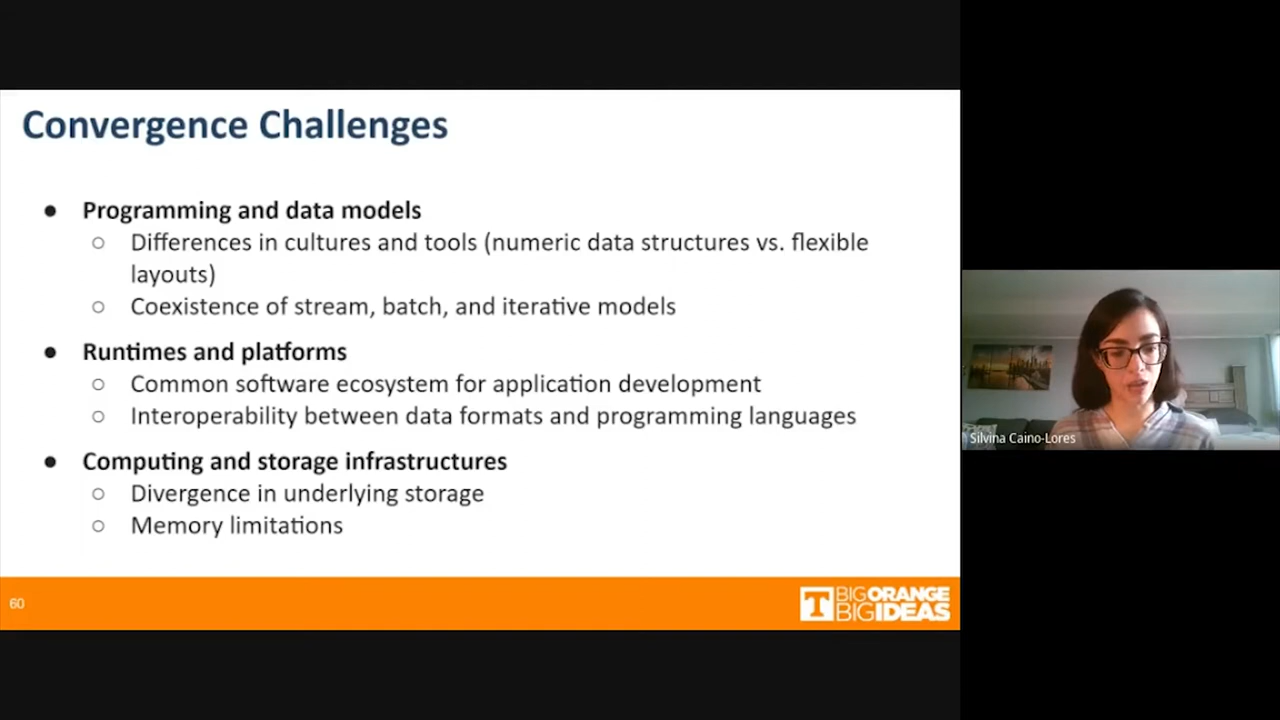 Convergence Challenges
● Programming and data models
○ Differences in cultures and tools (numeric data structures vs. flexible
layouts)
○ Coexistence of stream, batch, and iterative models
● Runtimes and platforms
○ Common software ecosystem for application development
○ Interoperability between data formats and programming languages
● Computing and storage infrastructures
○ Divergence in underlying storage
○ Memory limitations
60
T BIG ORANGE
BIG IDEAS
Silvina Caino-Lores